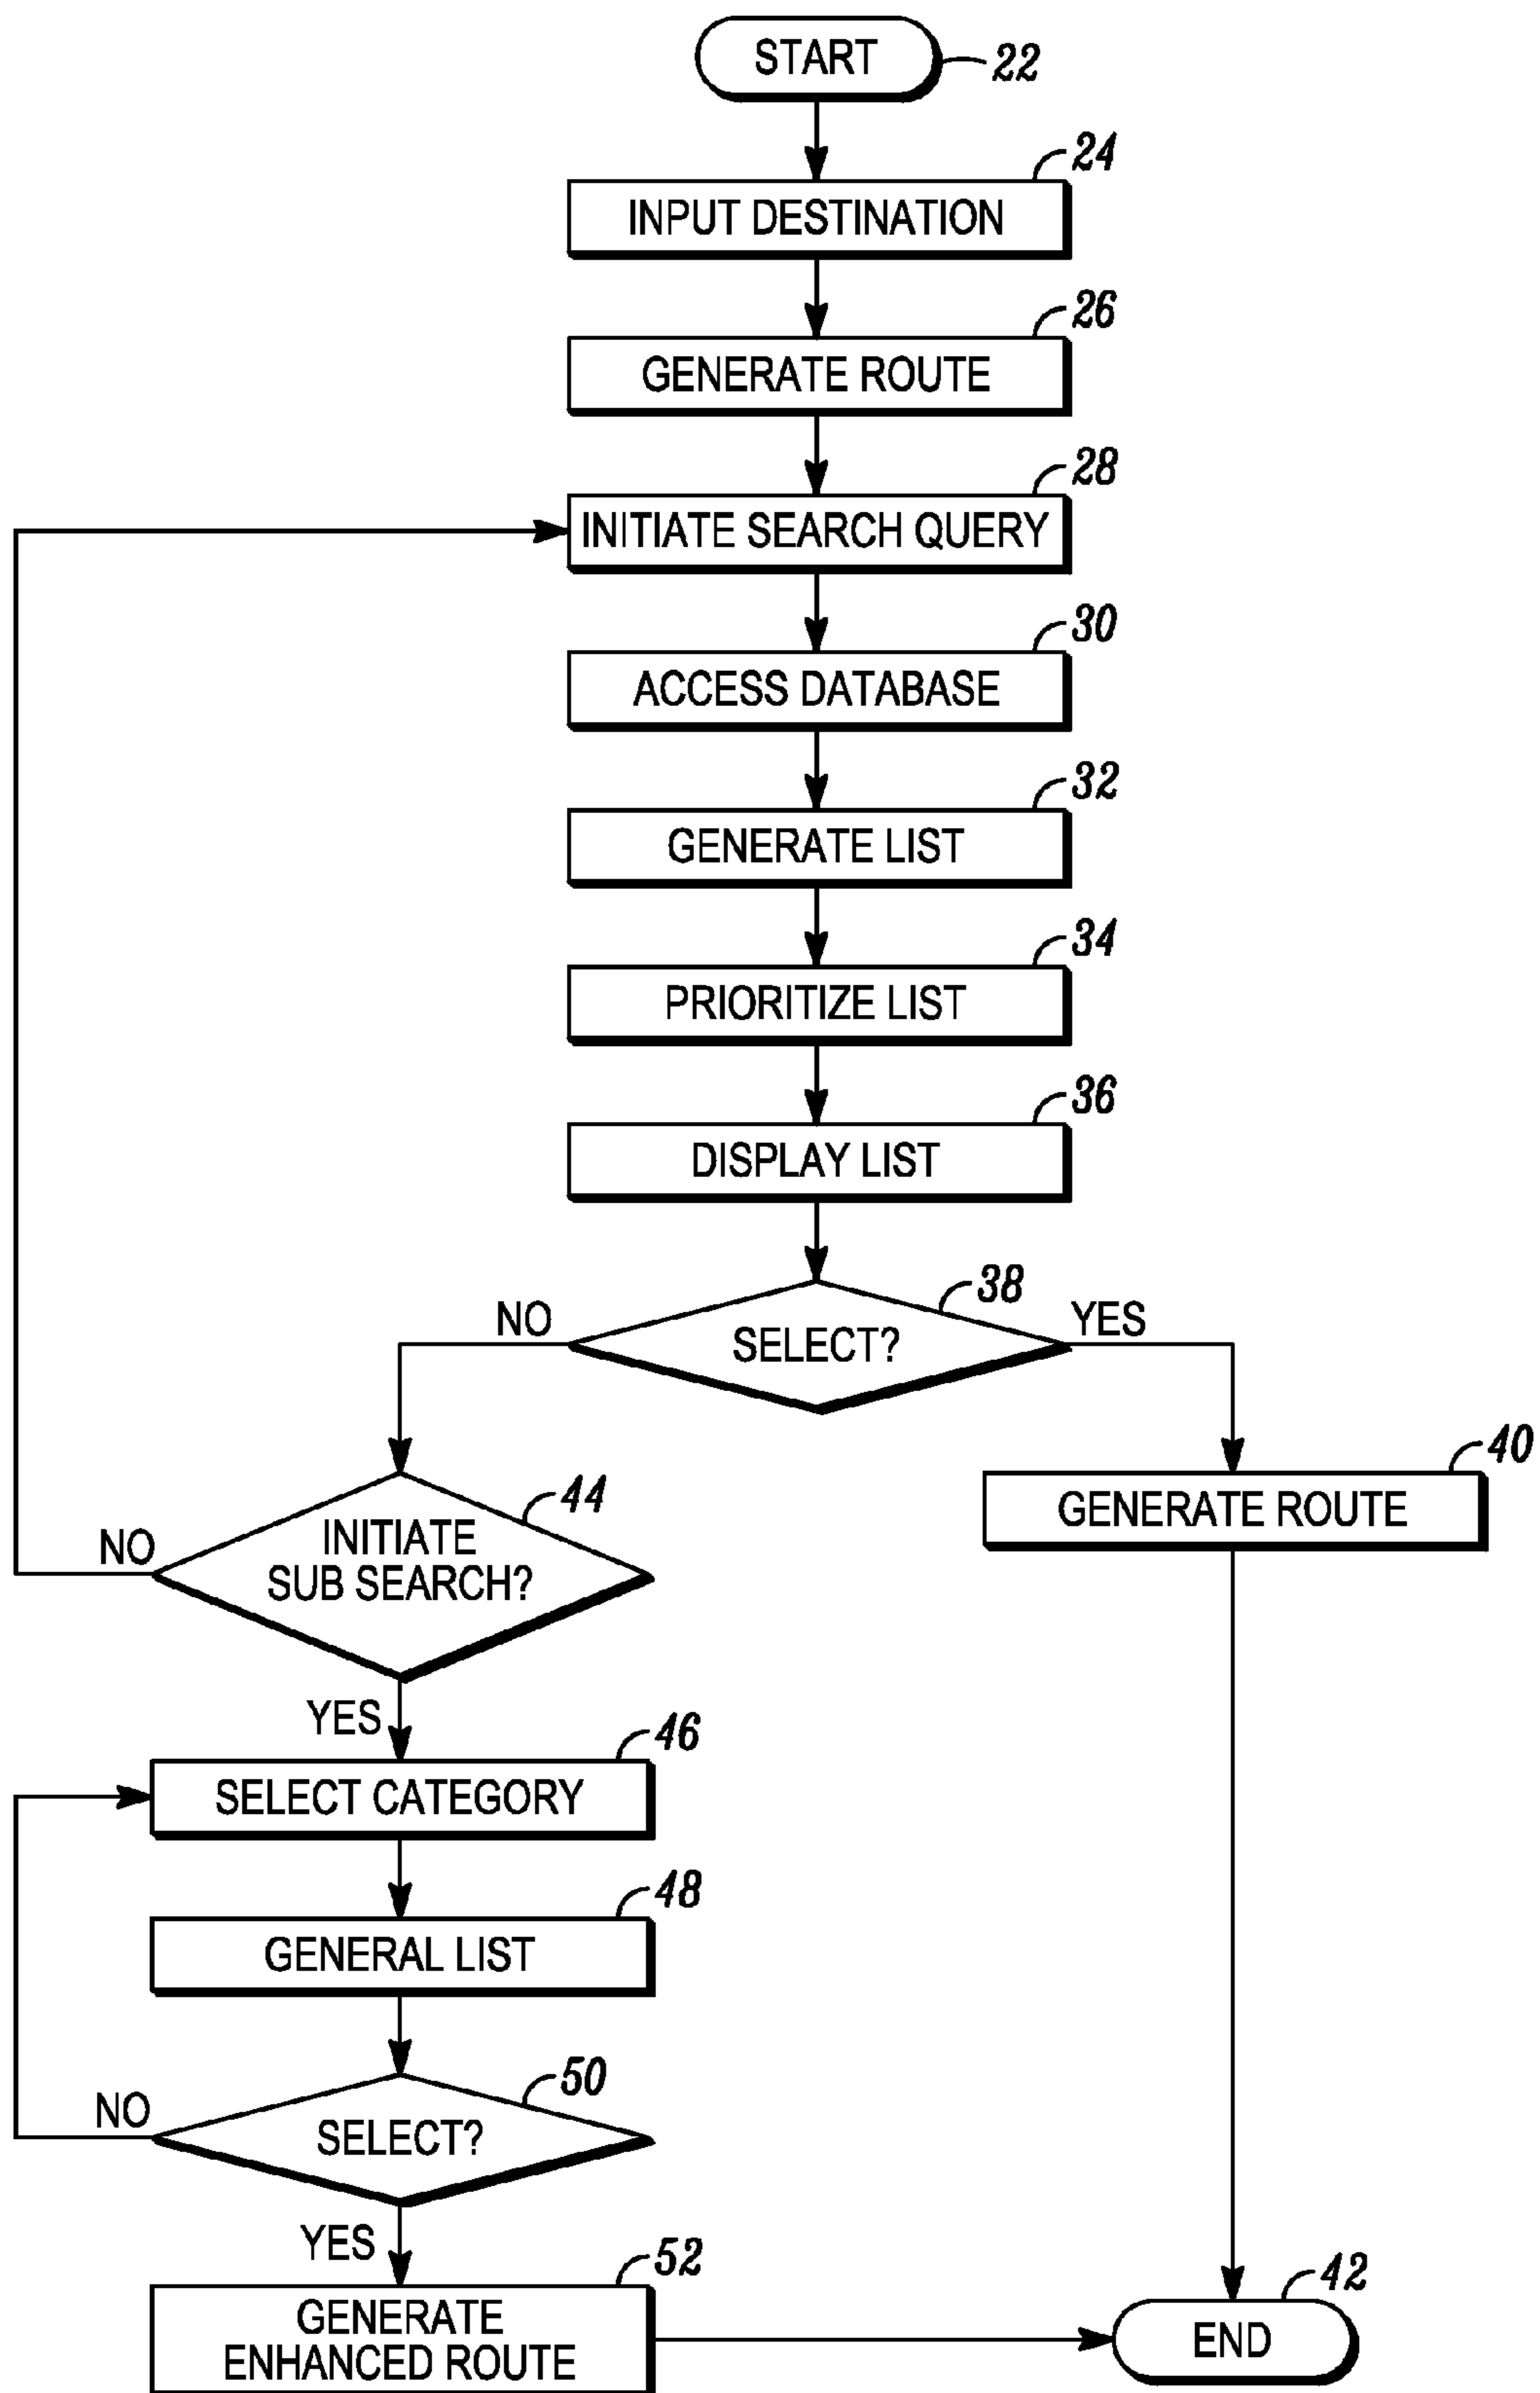 START
22
24
INPUT DESTINATION
26
GENERATE ROUTE
28
INITIATE SEARCH QUERY
30
ACCESS DATABASE
32
GENERATE LIST
34
PRIORITIZE LIST
36
DISPLAY LIST
38
NO
SELECT?
YES
40
GENERATE ROUTE
44
NO
INITIATE
SUB SEARCH?
YES
46
SELECT CATEGORY
48
GENERAL LIST
50
NO
SELECT?
YES
52
GENERATE
ENHANCED ROUTE
42
END